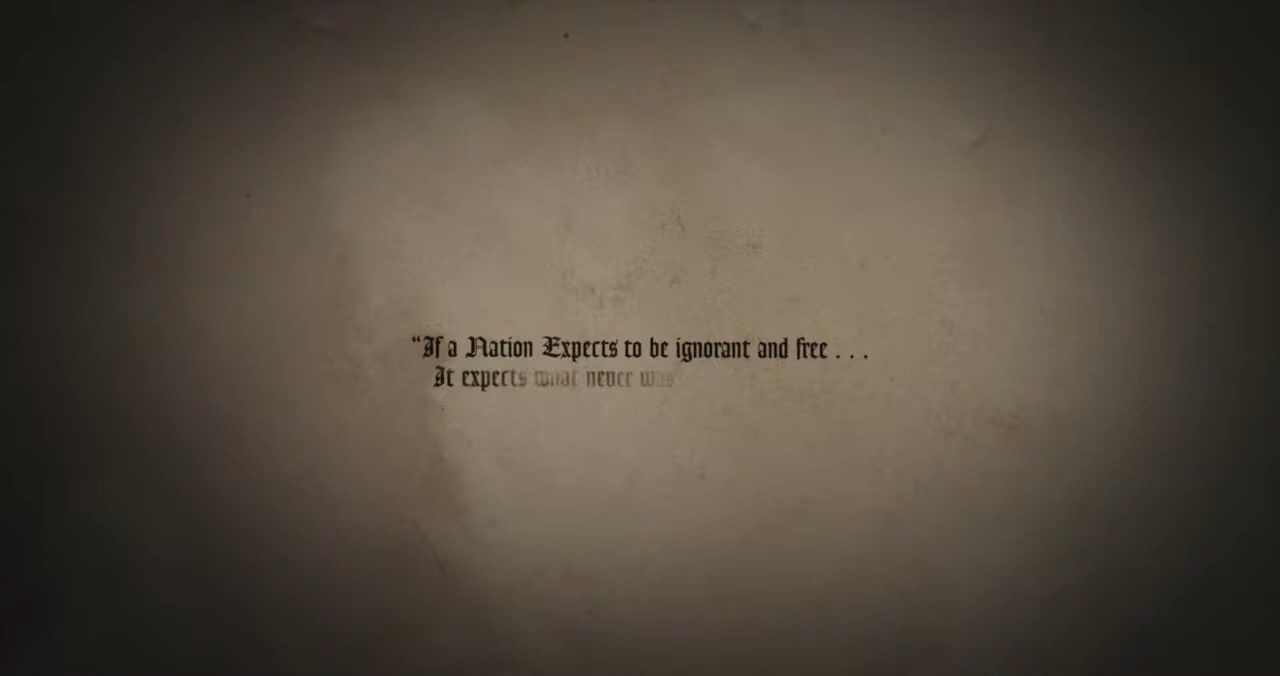 “If a Nation Expects to be ignorant and free . . .
It expects what never was